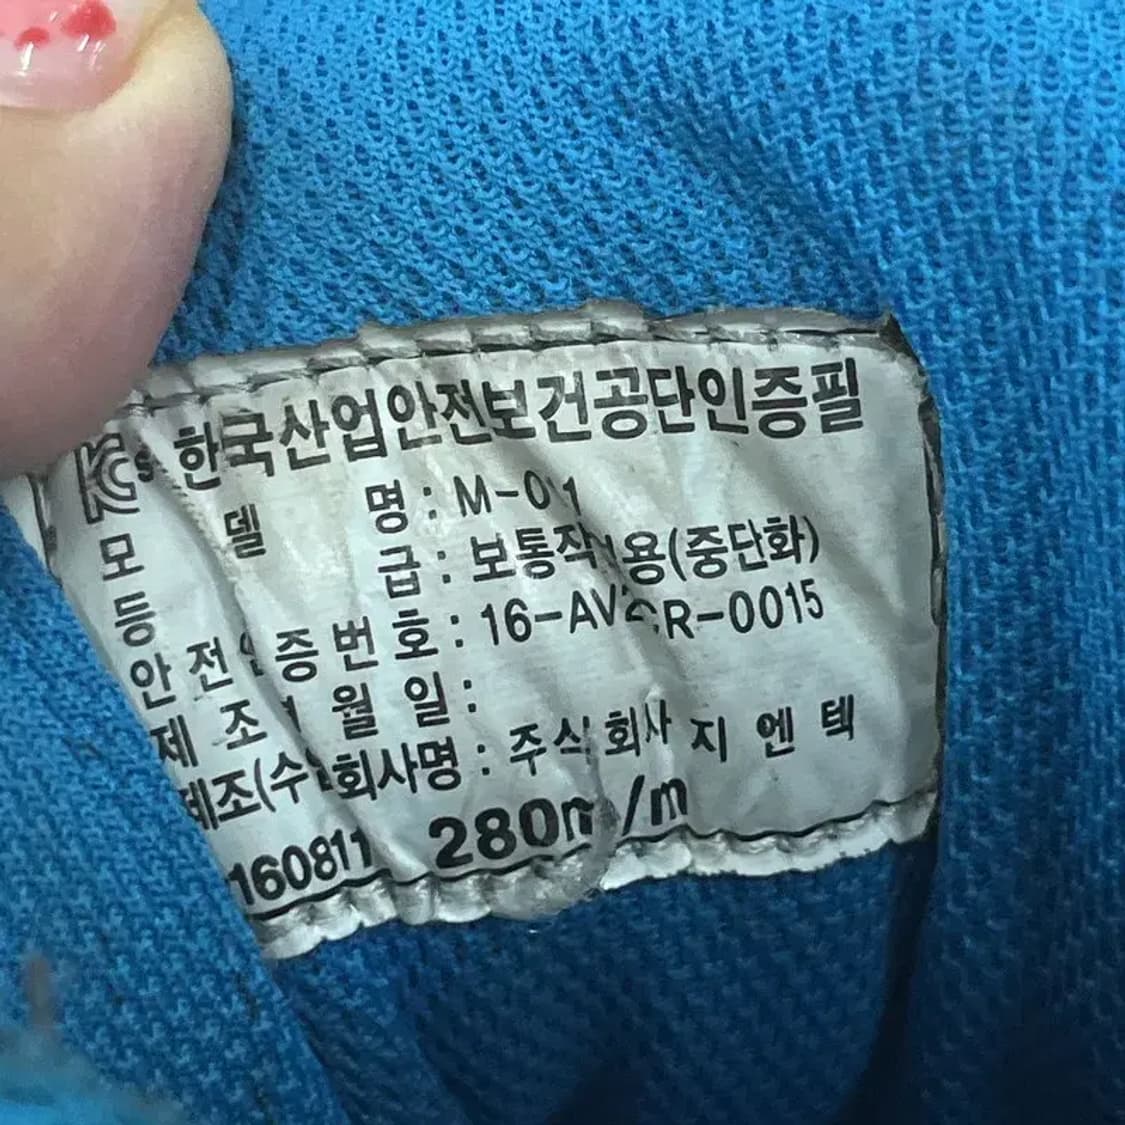 KCs 한국산업안전보건공단인증필
모 델 명 : M-01
등 급 : 보통작업용(중단화)
안 전 인 증 번 호 : 16-AV2CR-0015
제 조 년 월 일 :
제조(수입)회사명 : 주식회사 지 엔 텍
160811 280m/m